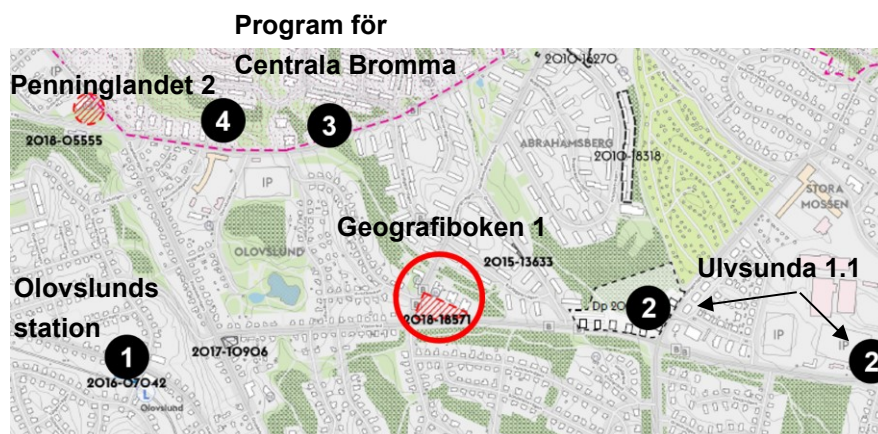 Program för
Centrala Bromma
2010-16270
Penninglandet 2
4
3
2018-05555
ABRAHAMSBERG
2010-18318
IP
STORA
MOSSEN
Geografiboken 1
OLOVSLUND
2015-13633
Ulvsunda 1.1
Olovslunds
station
Dp 20
2
2018-18571
IP
IP
1
2017-10906
2
2016-07042
L
Olovslund